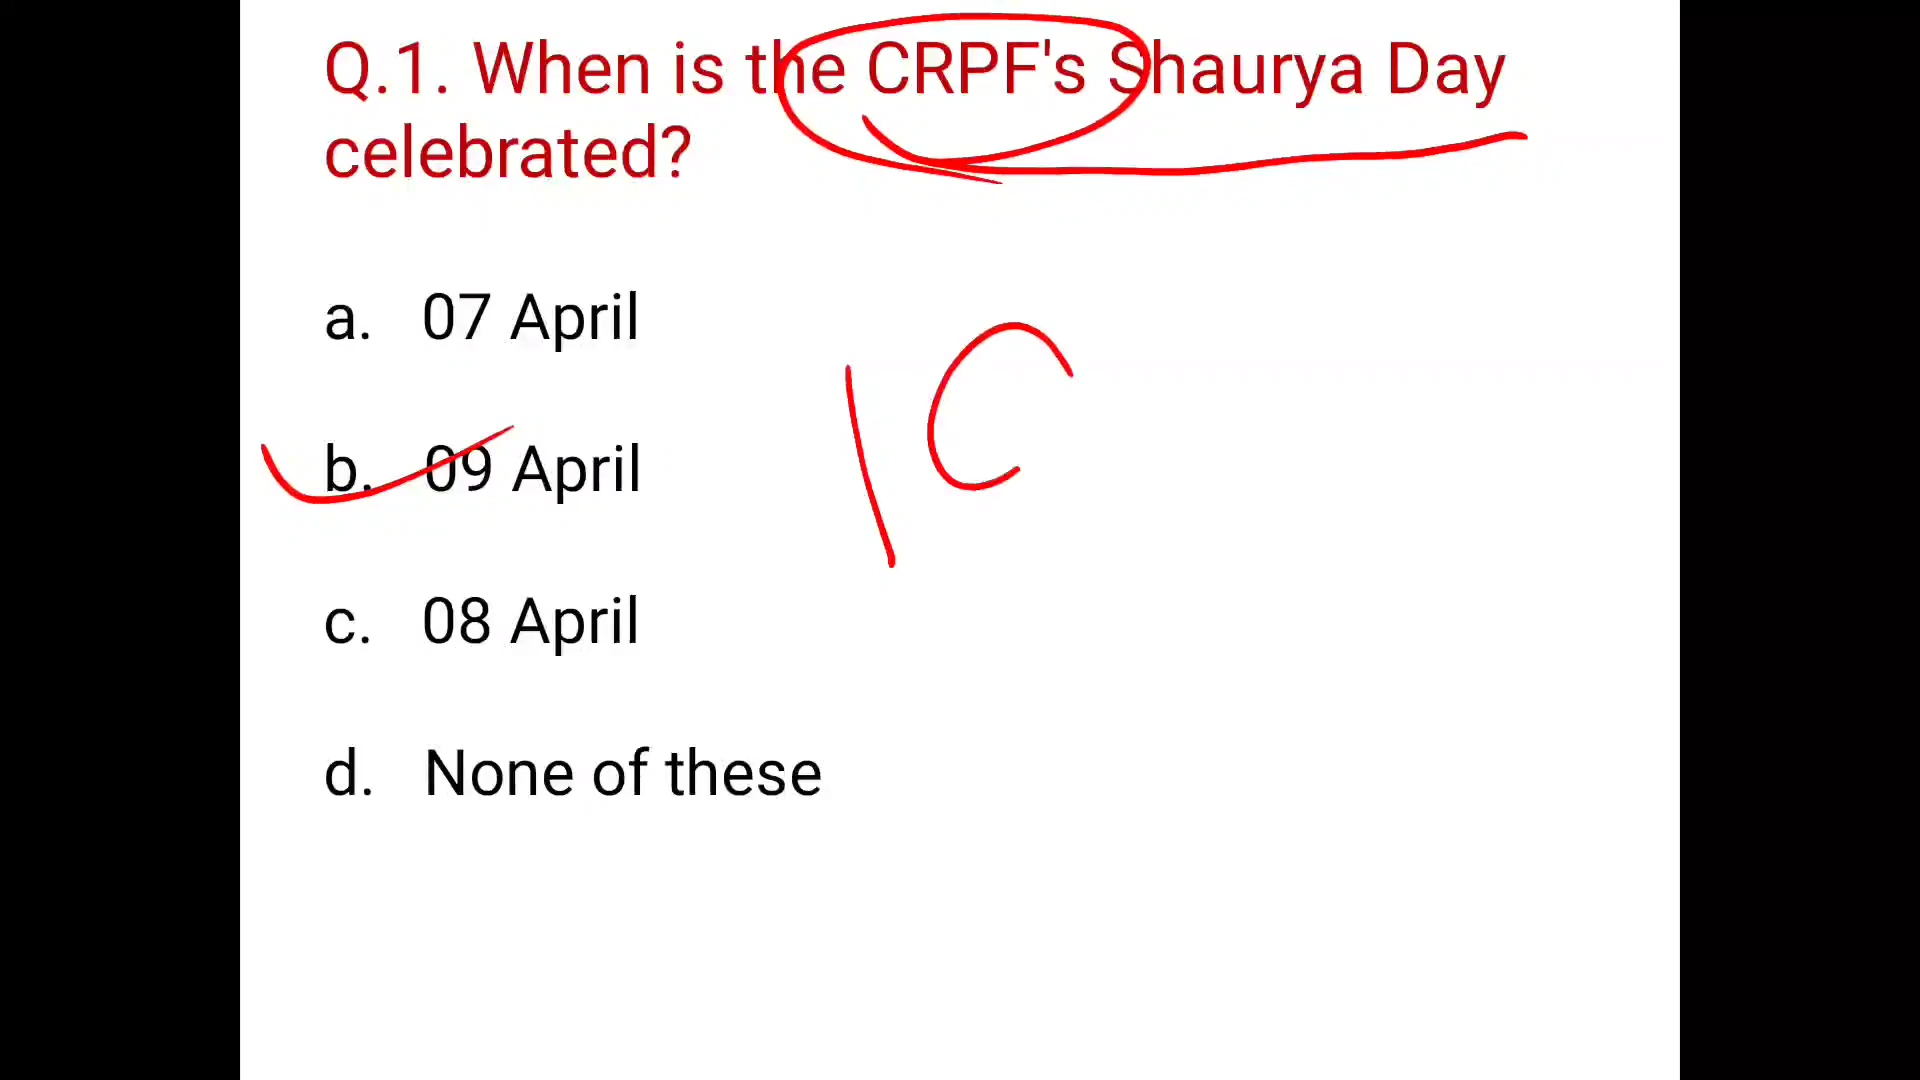 Q.1. When is the CRPF's Shaurya Day
celebrated?
a. 07 April
b. 09 April
c. 08 April
d. None of these